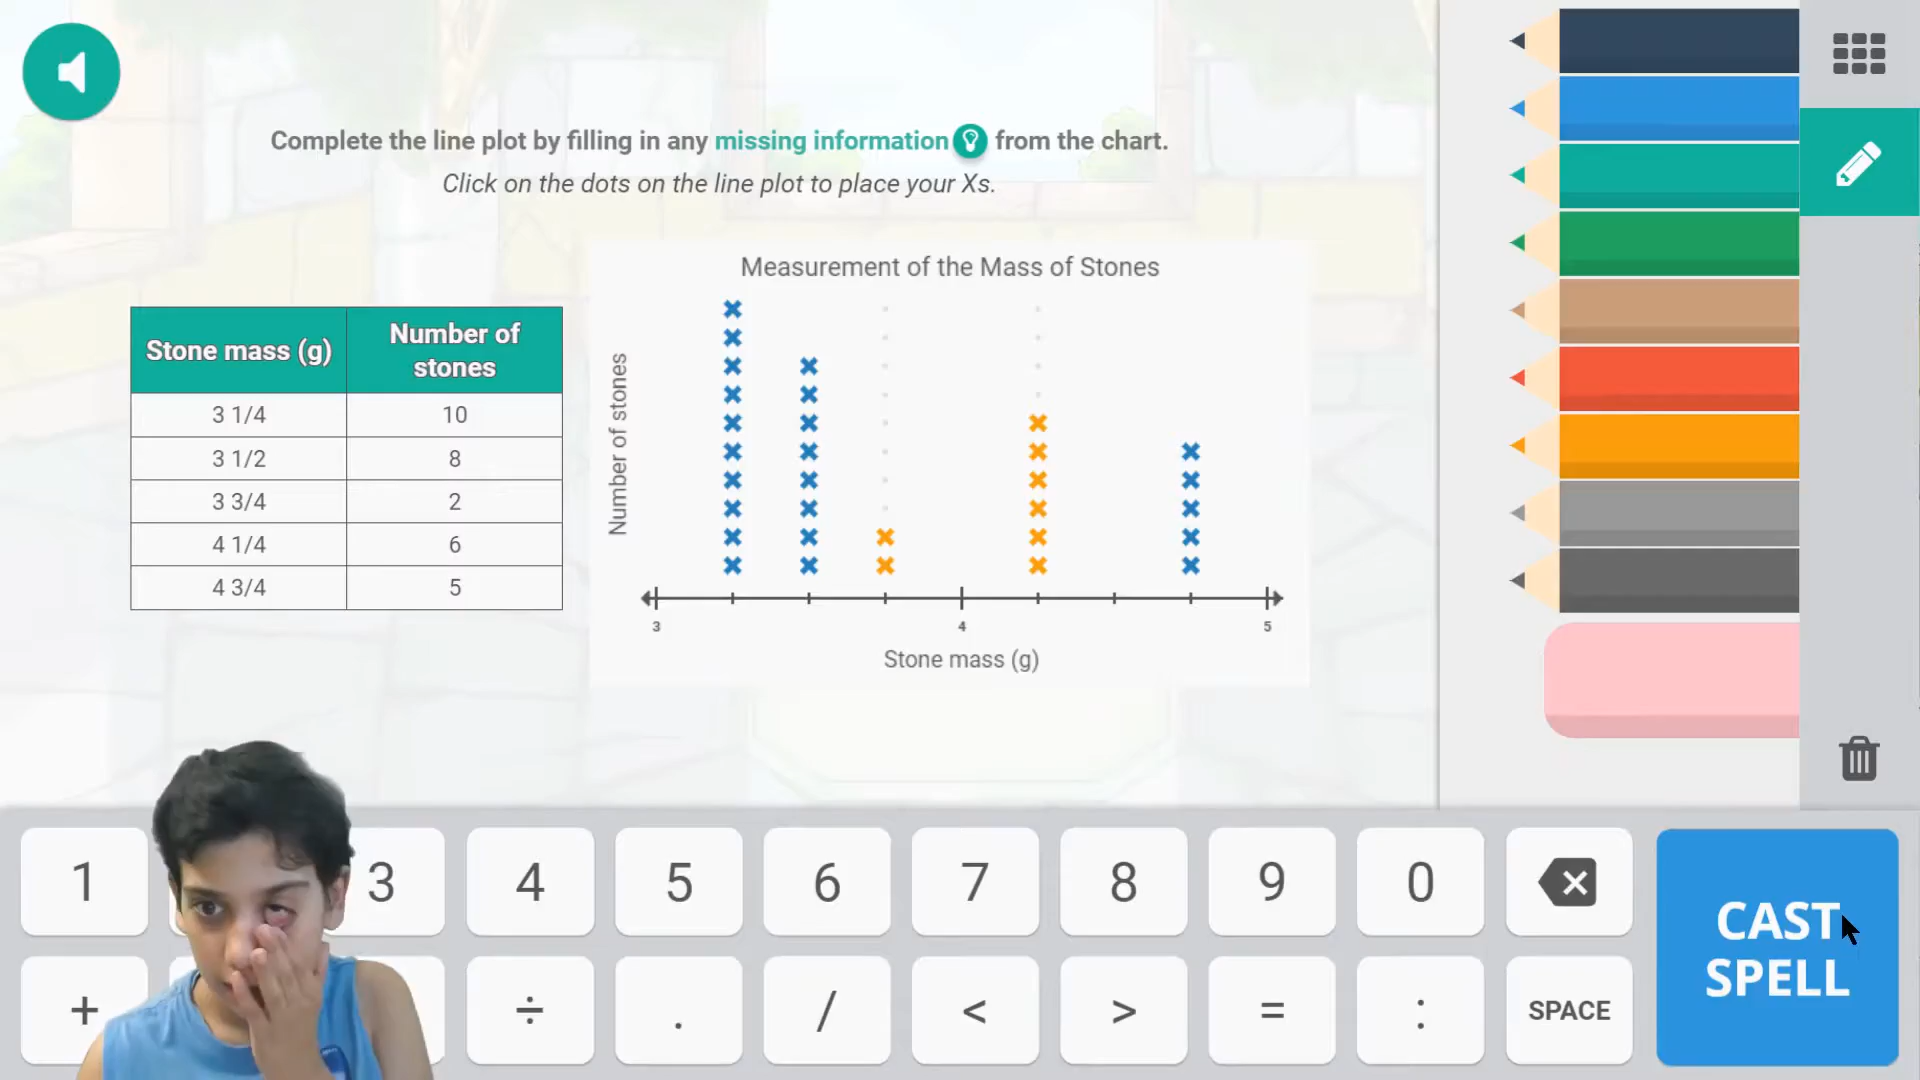 Complete the line plot by filling in any missing information from the chart.
Click on the dots on the line plot to place your Xs.
Measurement of the Mass of Stones
Stone mass (g) Number of stones
3 1/4 10
3 1/2 8
3 3/4 2
4 1/4 6
4 3/4 5
Number of stones
3 4 5
Stone mass (g)
1 3 4 5 6 7 8 9 0
CAST SPELL
+ ÷ . / < > = : SPACE